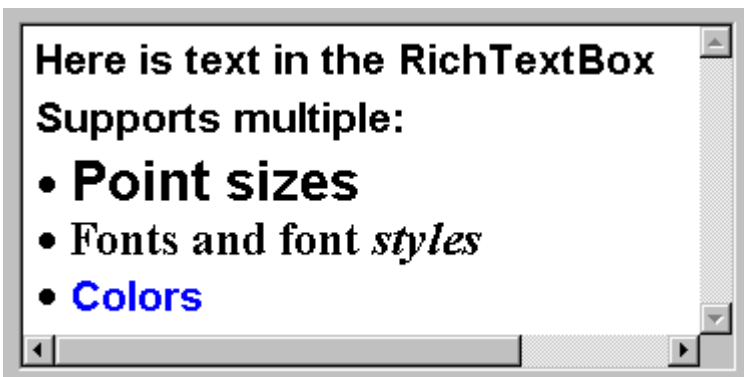 Here is text in the RichTextBox
Supports multiple:
• Point sizes
• Fonts and font styles
• Colors